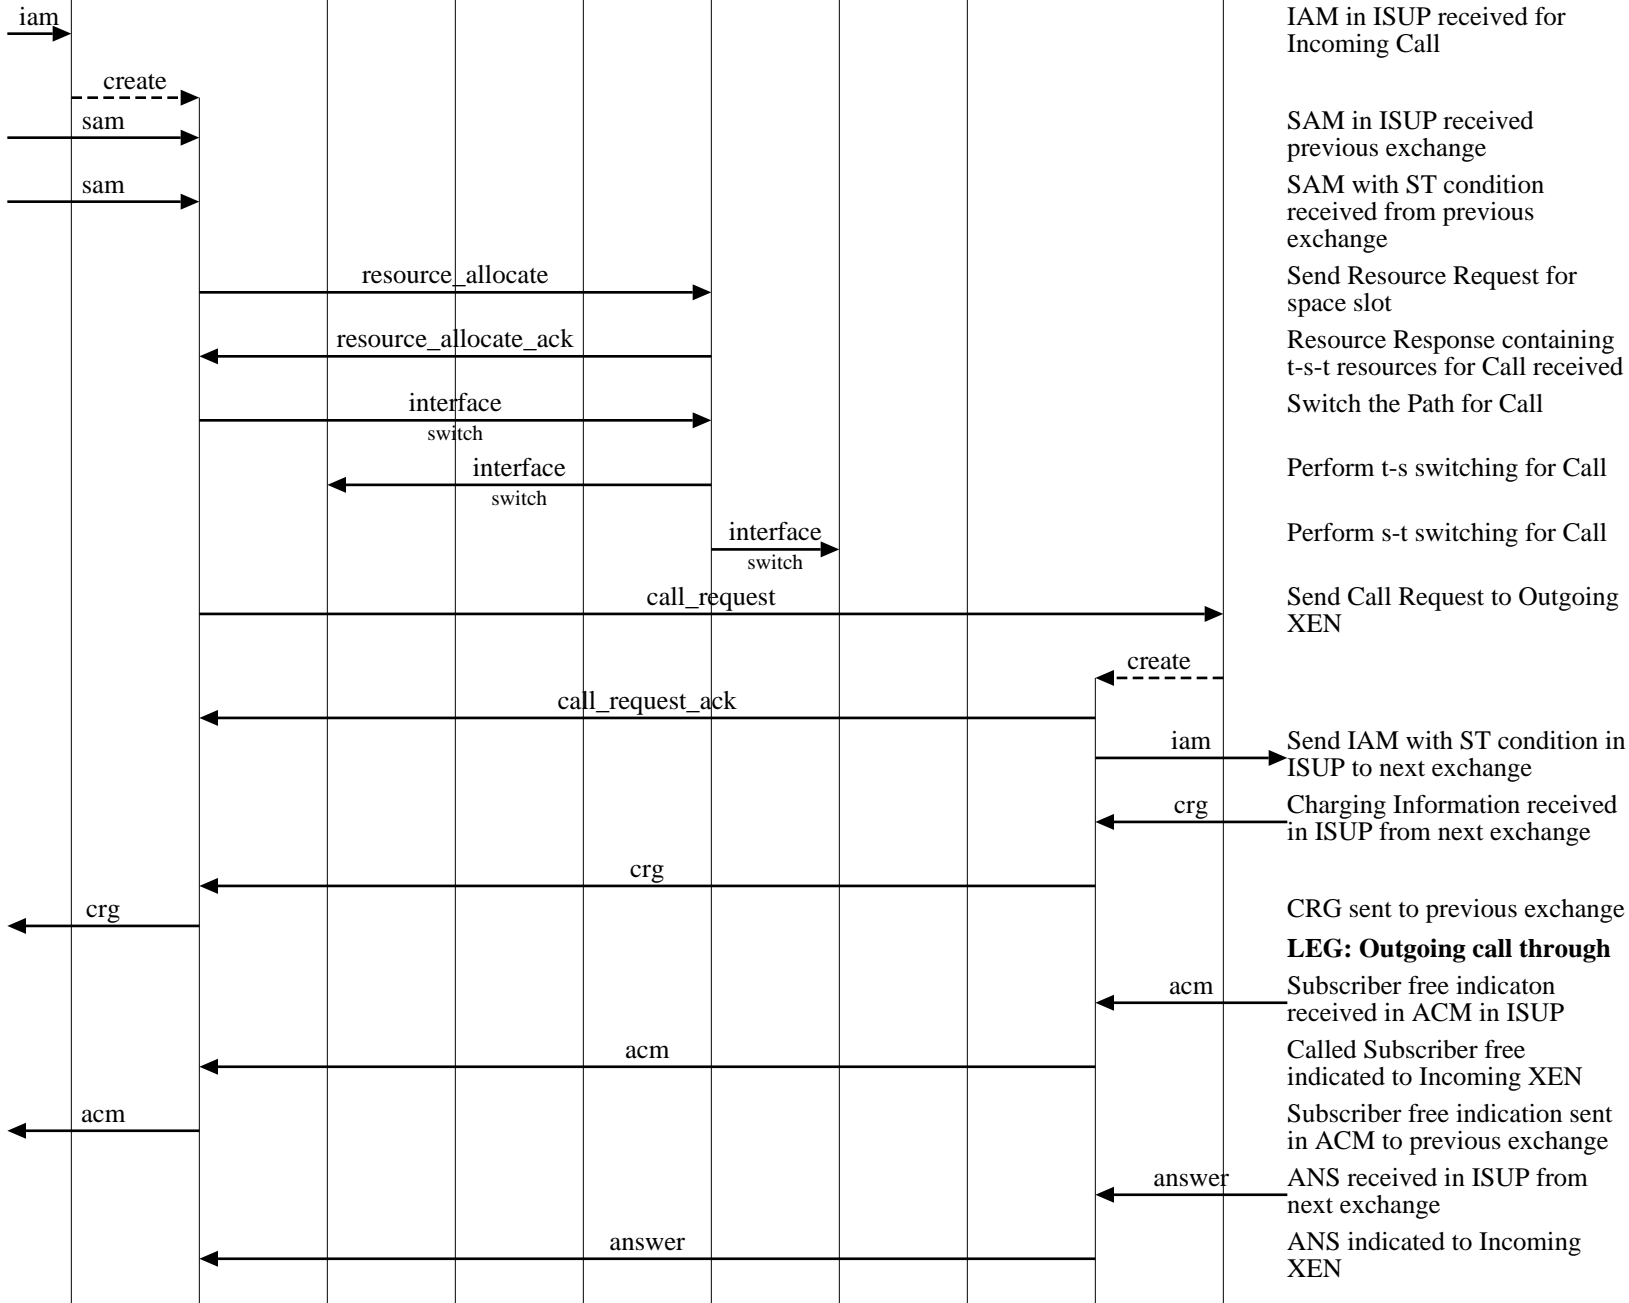 iam
IAM in ISUP received for
Incoming Call
create
sam
SAM in ISUP received
previous exchange
sam
SAM with ST condition
received from previous
exchange
resource_allocate
Send Resource Request for
space slot
resource_allocate_ack
Resource Response containing
t-s-t resources for Call received
interface
switch
Switch the Path for Call
interface
switch
Perform t-s switching for Call
interface
switch
Perform s-t switching for Call
call_request
Send Call Request to Outgoing
XEN
create
call_request_ack
iam
Send IAM with ST condition in
ISUP to next exchange
crg
Charging Information received
in ISUP from next exchange
crg
crg
CRG sent to previous exchange
LEG: Outgoing call through
acm
Subscriber free indicaton
received in ACM in ISUP
acm
Called Subscriber free
indicated to Incoming XEN
acm
Subscriber free indication sent
in ACM to previous exchange
answer
ANS received in ISUP from
next exchange
answer
ANS indicated to Incoming
XEN